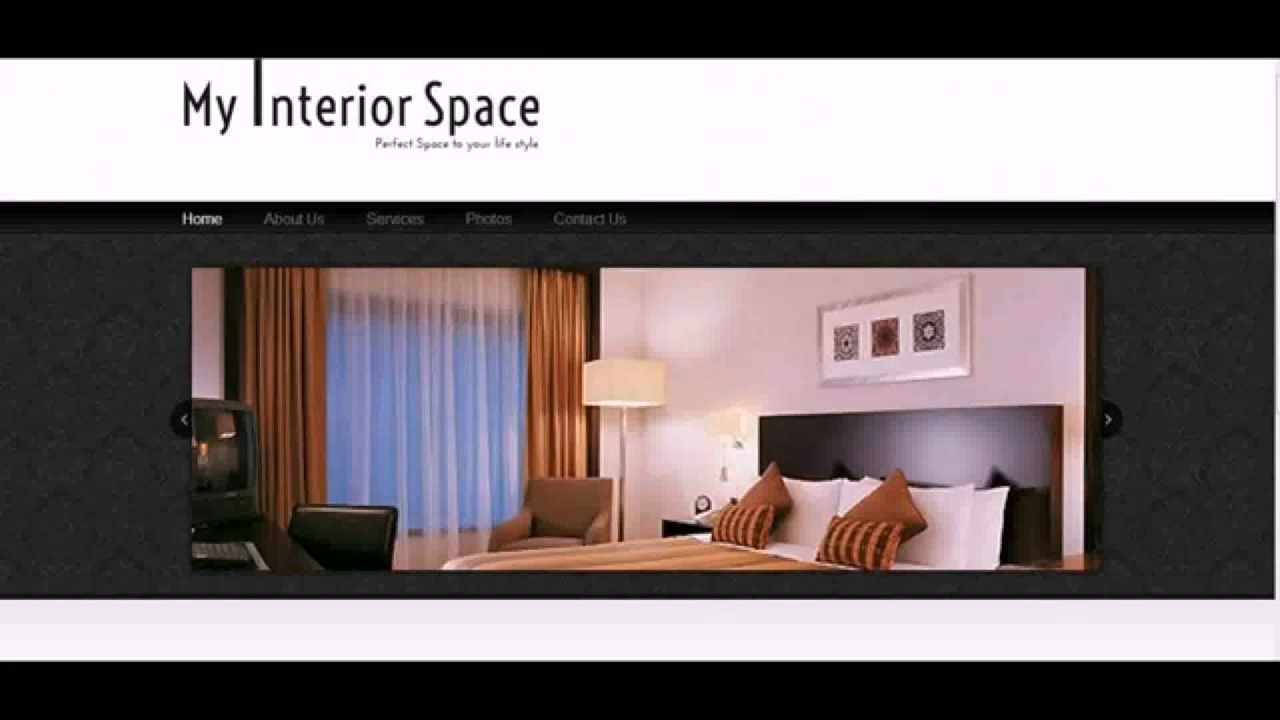 My Interior Space
Perfect Space to your life style
Home About Us Services Photos Contact Us